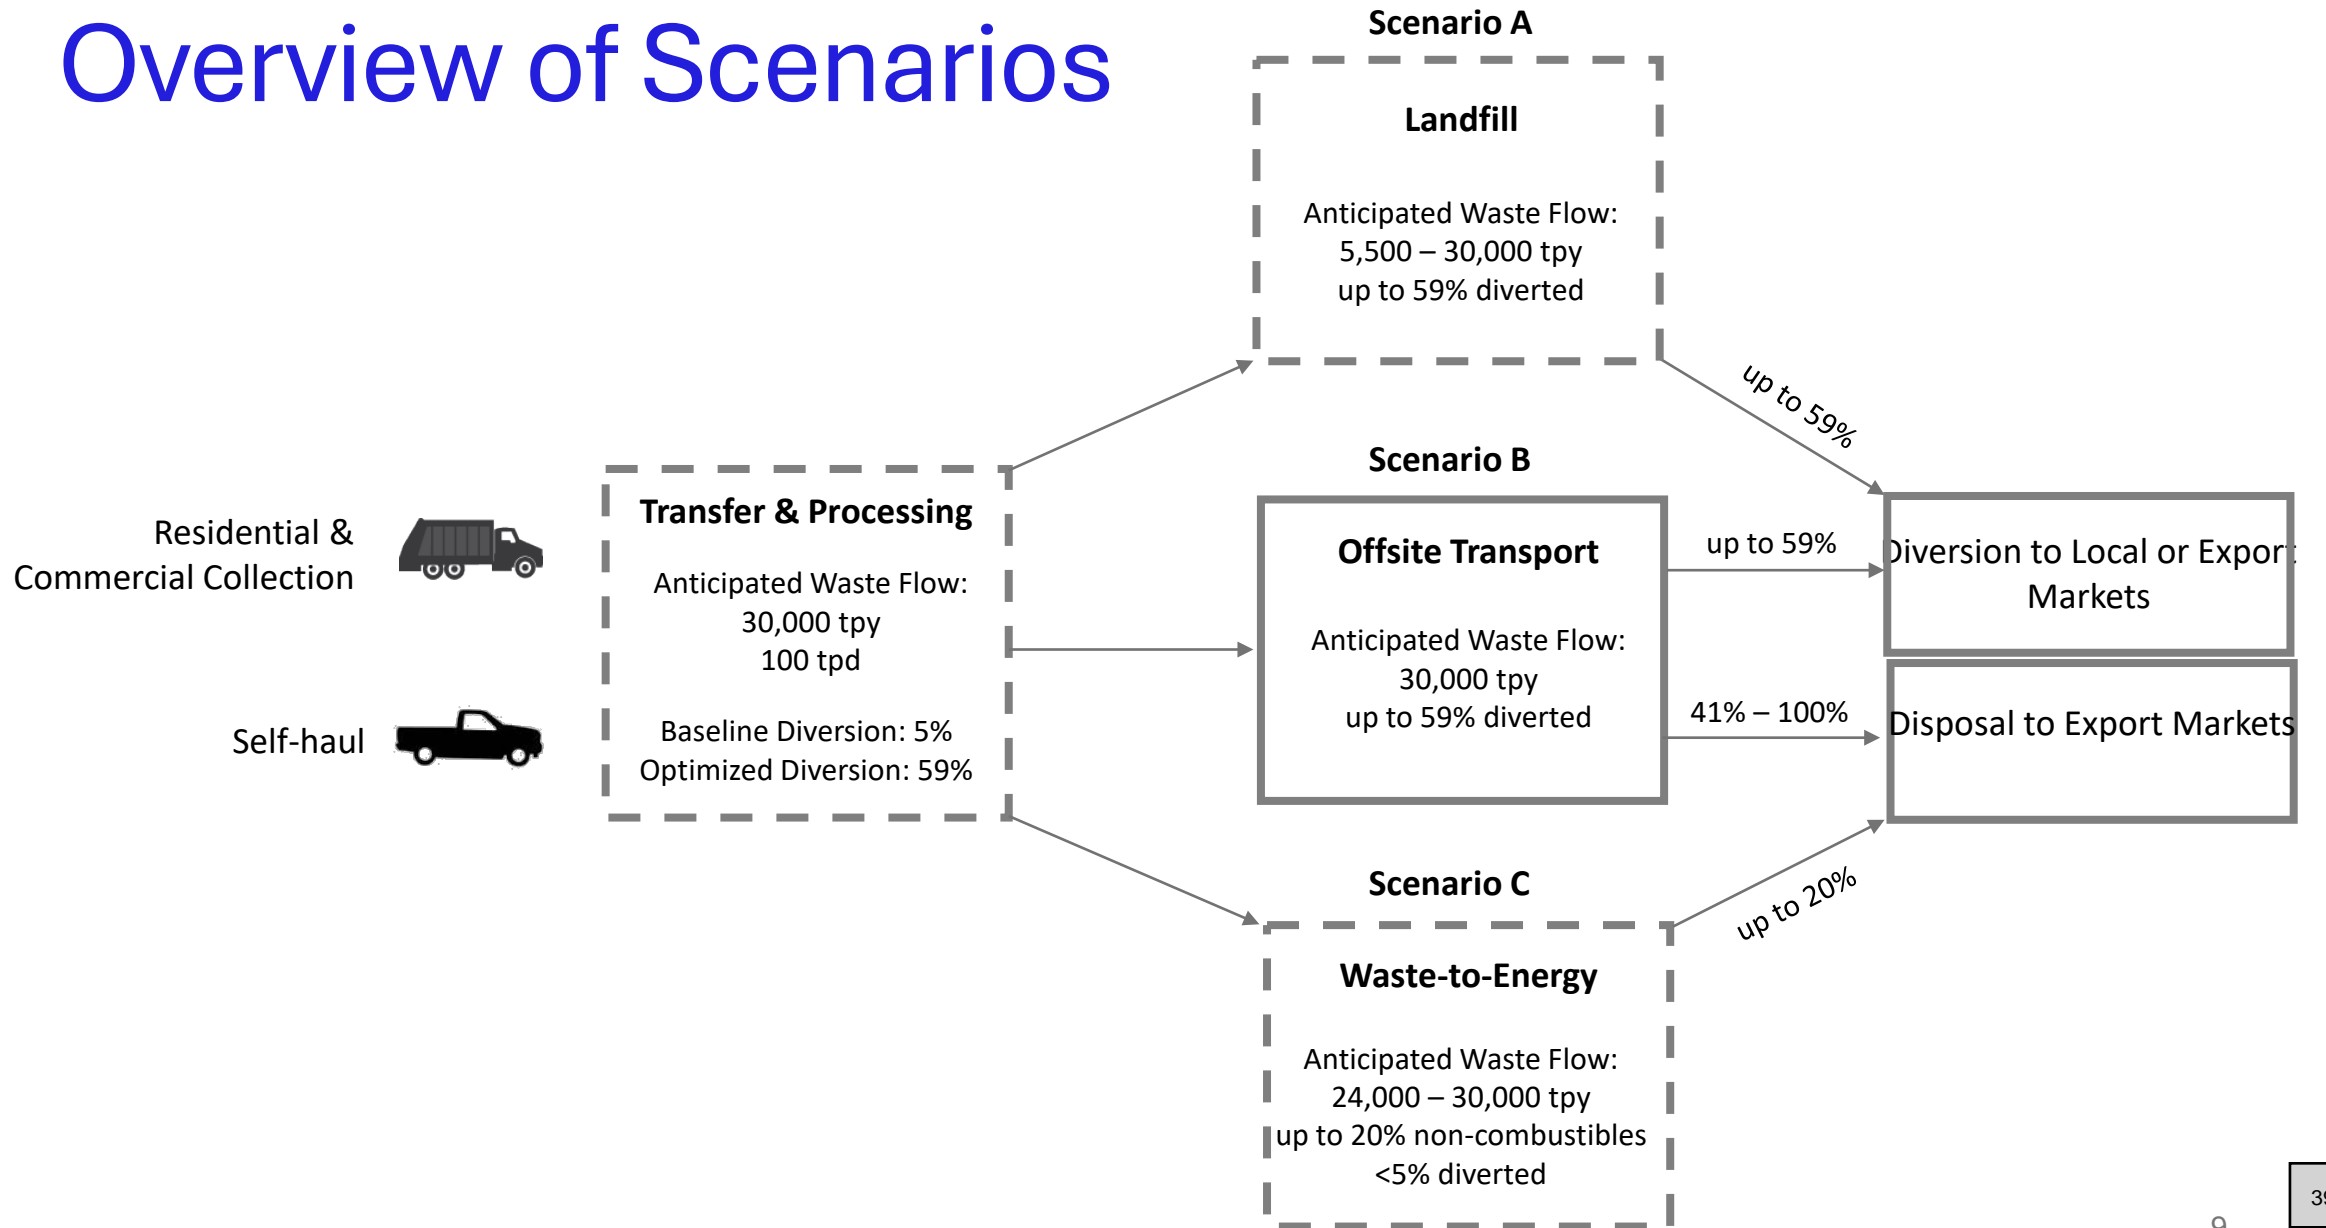 Overview of Scenarios
Residential &
Commercial Collection
Self-haul
Transfer & Processing
Anticipated Waste Flow:
30,000 tpy
100 tpd
Baseline Diversion: 5%
Optimized Diversion: 59%
Scenario A
Landfill
Anticipated Waste Flow:
5,500 – 30,000 tpy
up to 59% diverted
up to 59%
Scenario B
Offsite Transport
Anticipated Waste Flow:
30,000 tpy
up to 59% diverted
up to 59%
41% – 100%
Diversion to Local or Export
Markets
Disposal to Export Markets
Scenario C
Waste-to-Energy
Anticipated Waste Flow:
24,000 – 30,000 tpy
up to 20% non-combustibles
<5% diverted
up to 20%
9